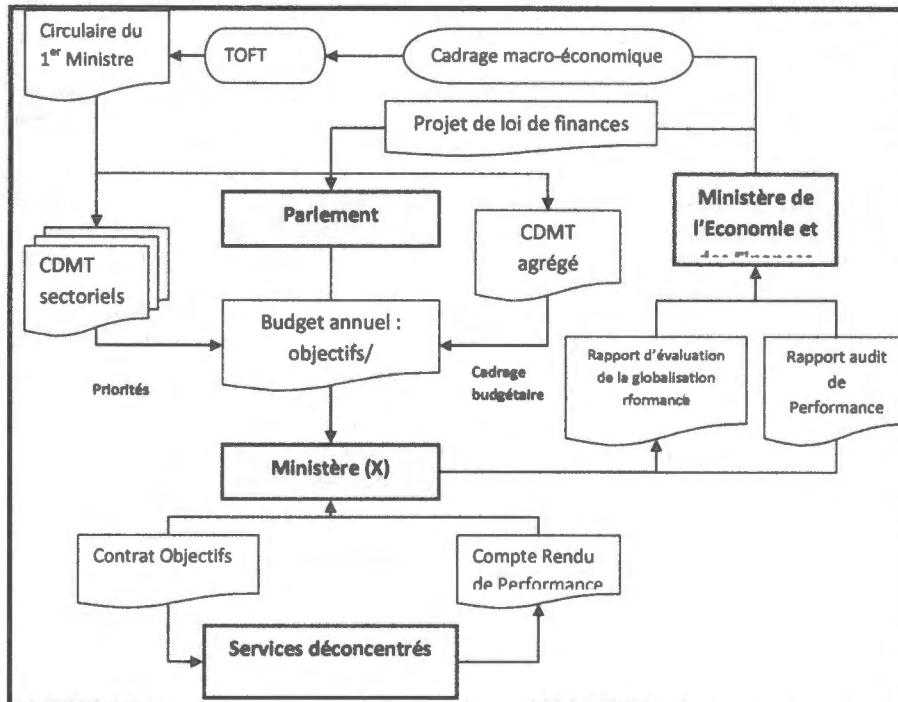 Circulaire du
1er Ministre
TOFT
Cadrage macro-économique
Projet de loi de finances
Parlement
Ministère de
l'Economie et
des Finances
CDMT
sectoriels
CDMT
agrégé
Budget annuel :
objectifs/
Priorités
Cadrage
budgétaire
Rapport d'évaluation
de la globalisation
rformance
Rapport audit
de
Performance
Ministère (X)
Contrat Objectifs
Compte Rendu
de Performance
Services déconcentrés